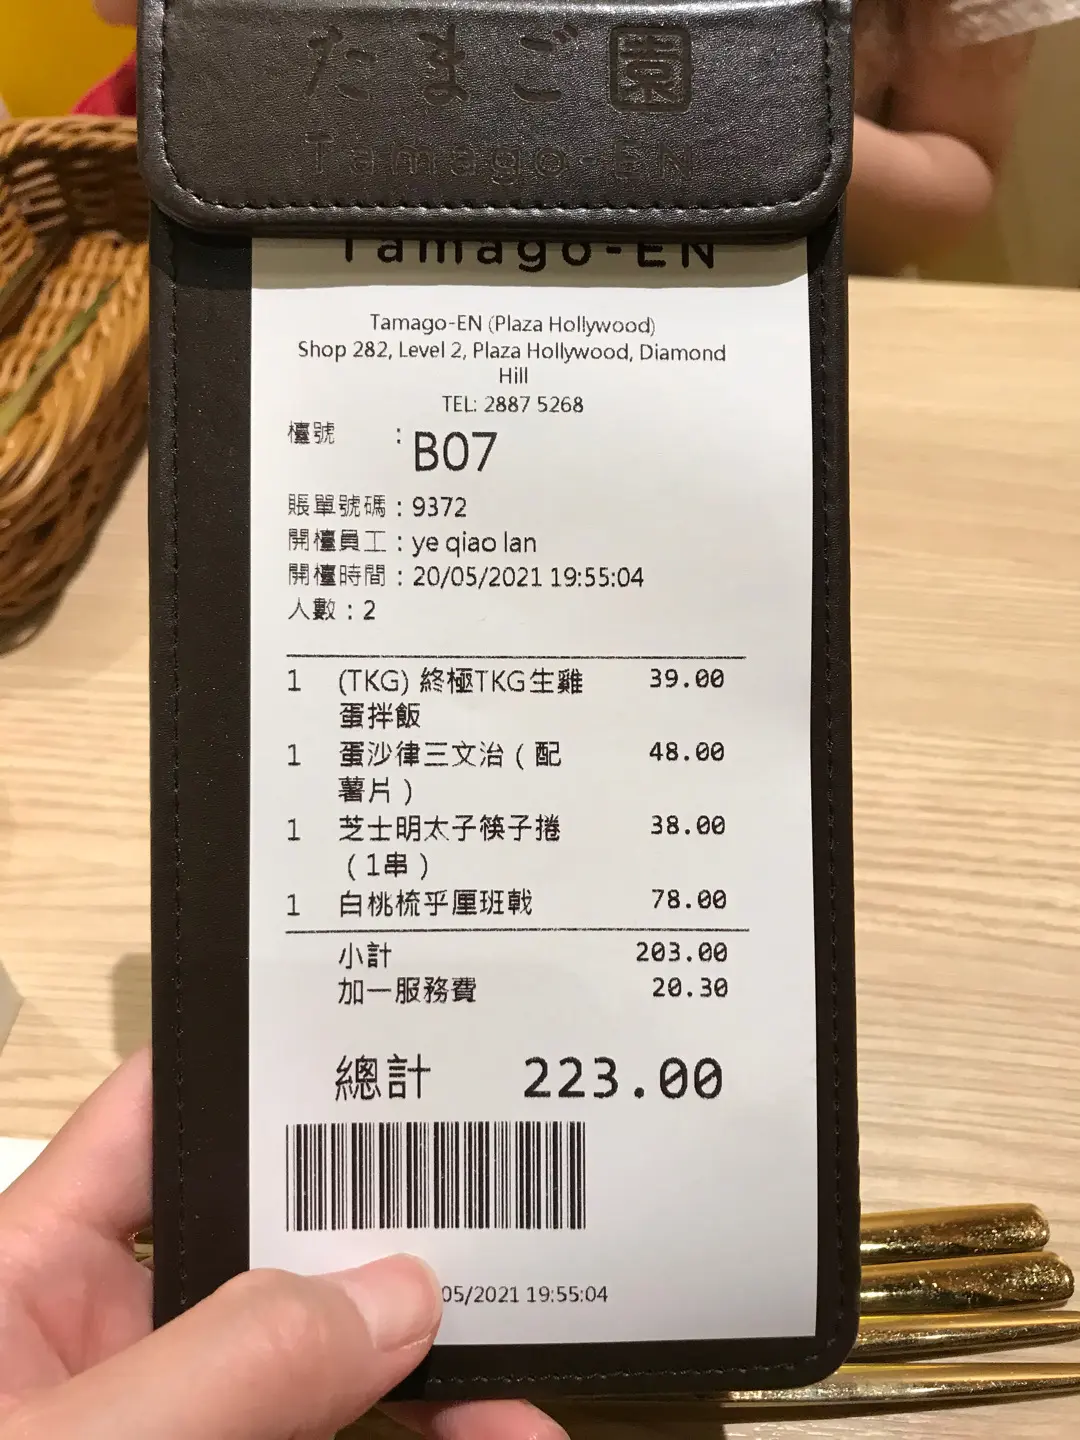 たまご園
Tamago-EN
Tamago-EN
Tamago-EN (Plaza Hollywood)
Shop 282, Level 2, Plaza Hollywood, Diamond
Hill
TEL: 2887 5268
檯號 : B07
賬單號碼 : 9372
開檯員工 : ye qiao lan
開檯時間 : 20/05/2021 19:55:04
人數 : 2
1 (TKG) 終極TKG生雞 39.00
蛋拌飯
1 蛋沙律三文治 ( 配 48.00
薯片 )
1 芝士明太子筷子捲 38.00
( 1串 )
1 白桃梳乎厘班戟 78.00
小計 203.00
加一服務費 20.30
總計 223.00
05/2021 19:55:04